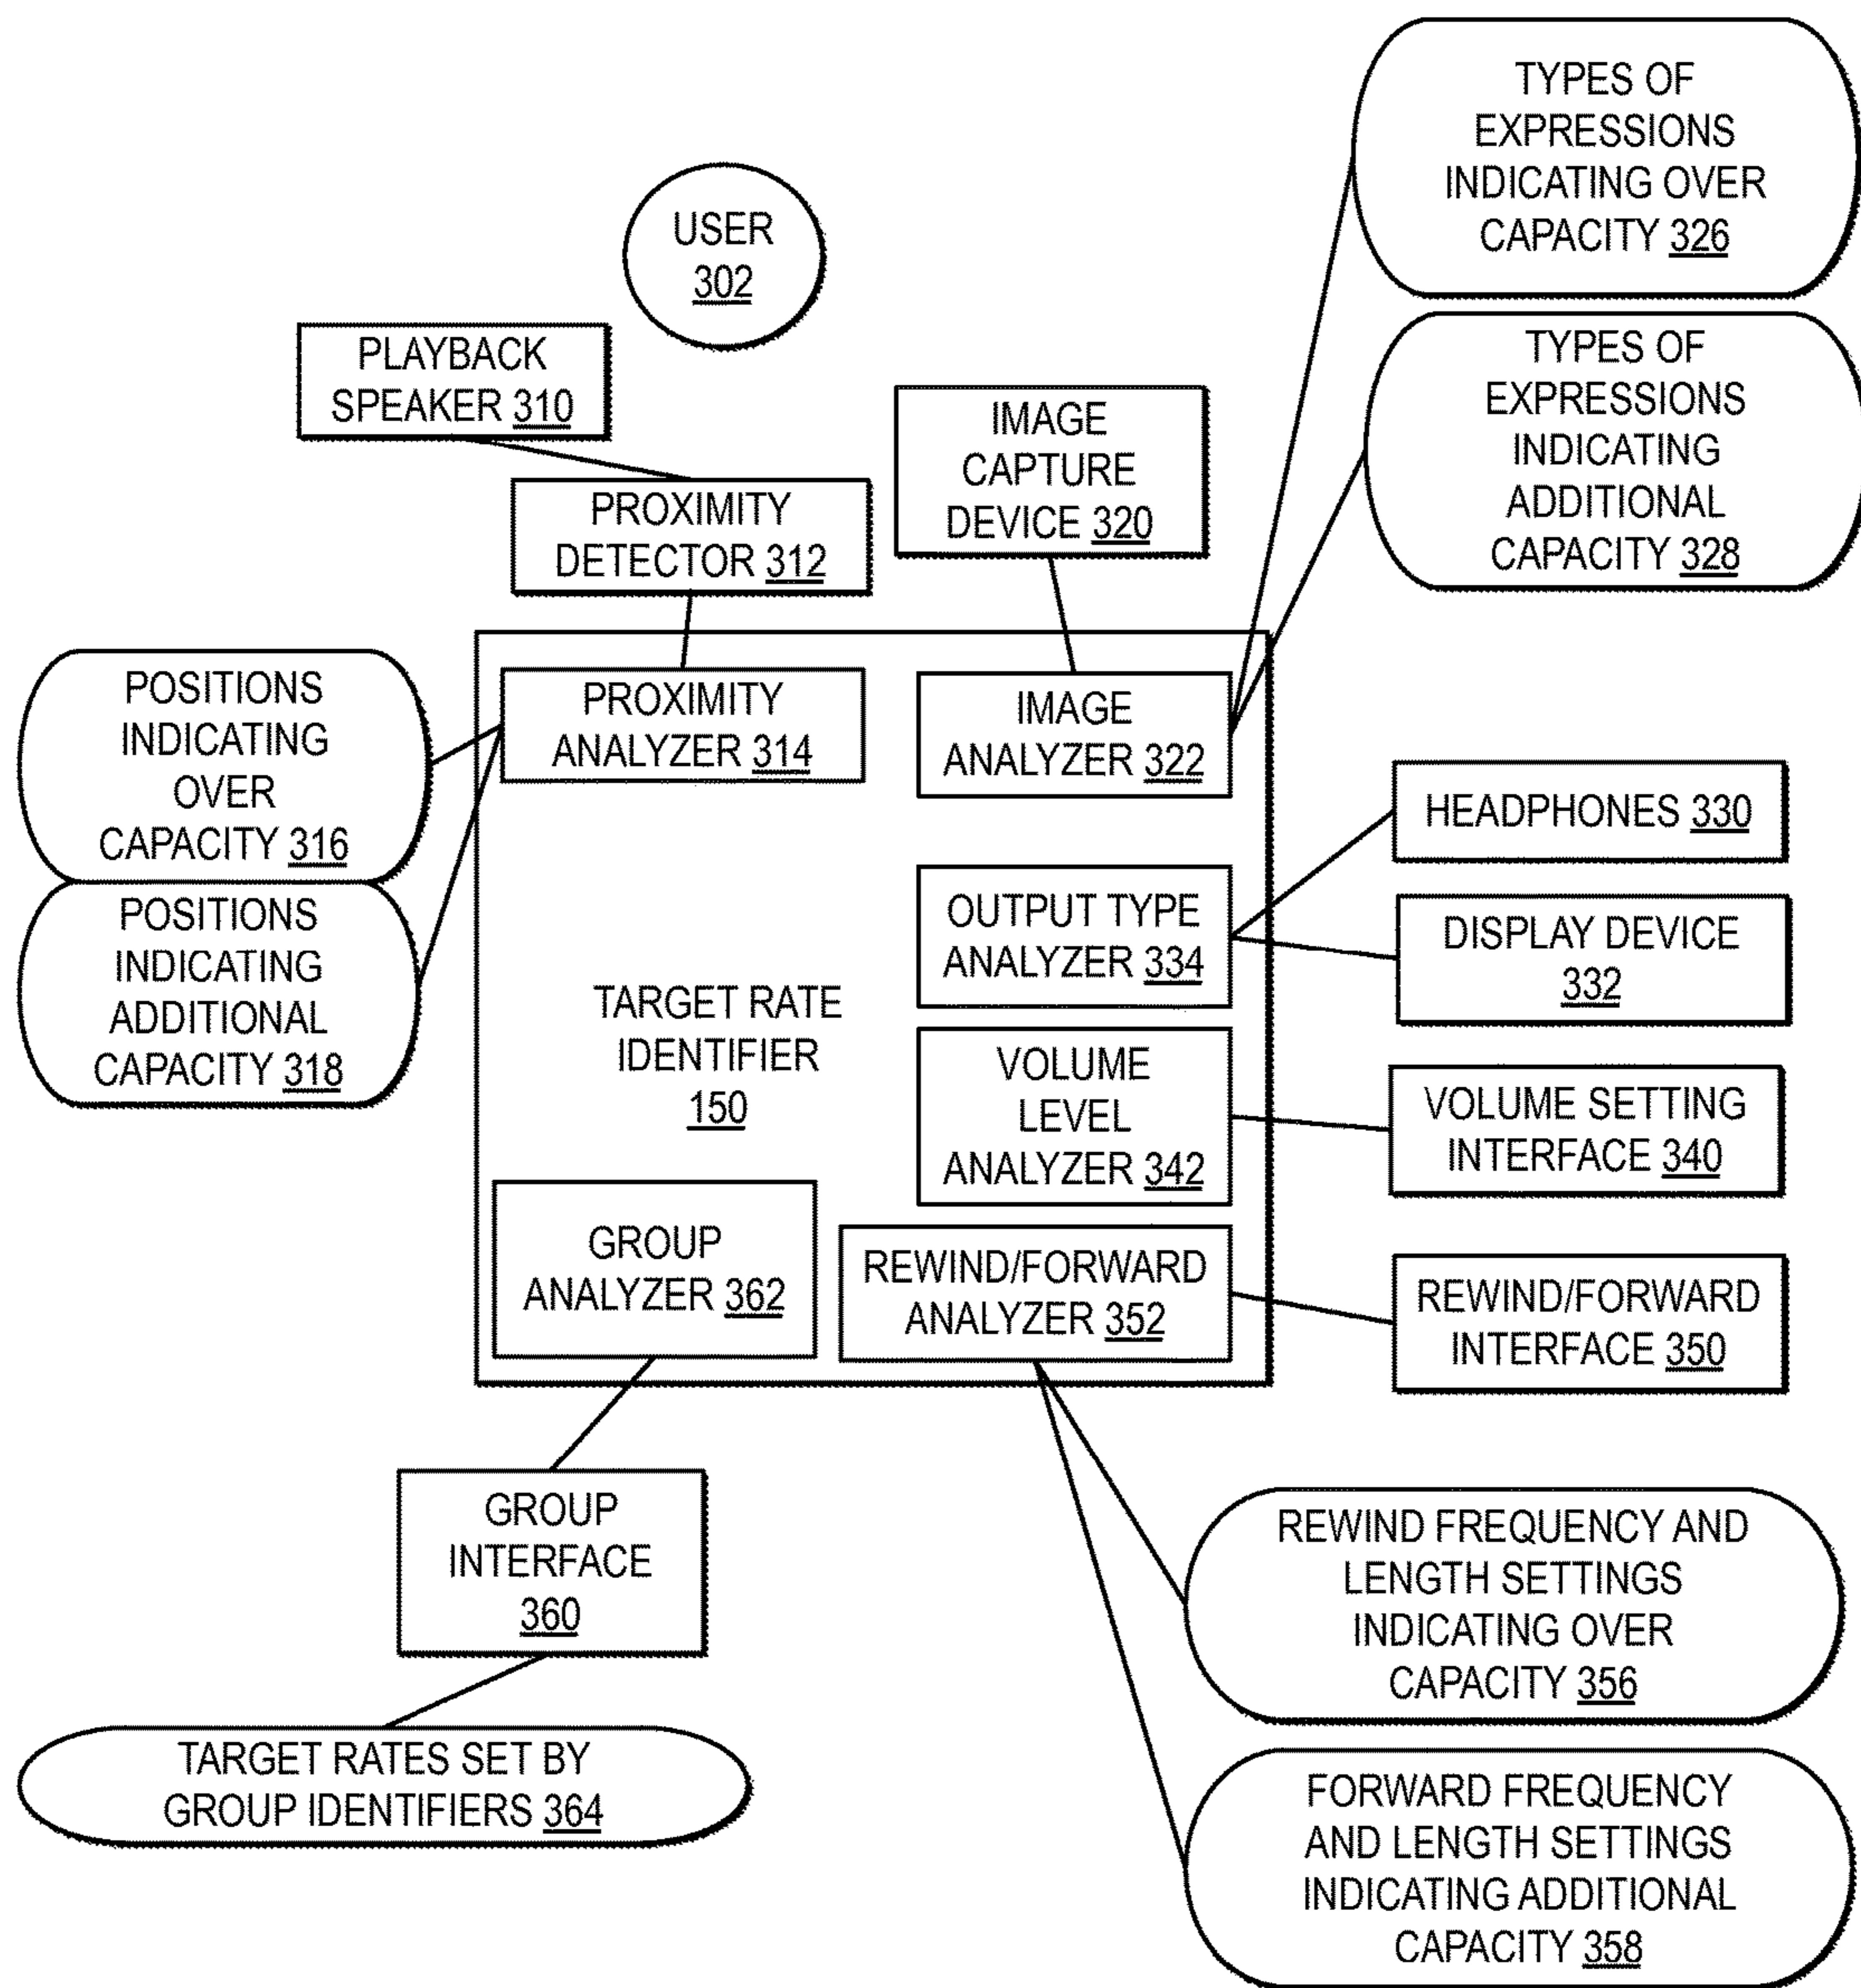 USER
302
PLAYBACK
SPEAKER 310
PROXIMITY
DETECTOR 312
IMAGE
CAPTURE
DEVICE 320
TYPES OF
EXPRESSIONS
INDICATING OVER
CAPACITY 326
TYPES OF
EXPRESSIONS
INDICATING
ADDITIONAL
CAPACITY 328
POSITIONS
INDICATING
OVER
CAPACITY 316
POSITIONS
INDICATING
ADDITIONAL
CAPACITY 318
PROXIMITY
ANALYZER 314
IMAGE
ANALYZER 322
OUTPUT TYPE
ANALYZER 334
TARGET RATE
IDENTIFIER
150
VOLUME
LEVEL
ANALYZER 342
GROUP
ANALYZER 362
REWIND/FORWARD
ANALYZER 352
HEADPHONES 330
DISPLAY DEVICE
332
VOLUME SETTING
INTERFACE 340
REWIND/FORWARD
INTERFACE 350
GROUP
INTERFACE
360
TARGET RATES SET BY
GROUP IDENTIFIERS 364
REWIND FREQUENCY AND
LENGTH SETTINGS
INDICATING OVER
CAPACITY 356
FORWARD FREQUENCY
AND LENGTH SETTINGS
INDICATING ADDITIONAL
CAPACITY 358